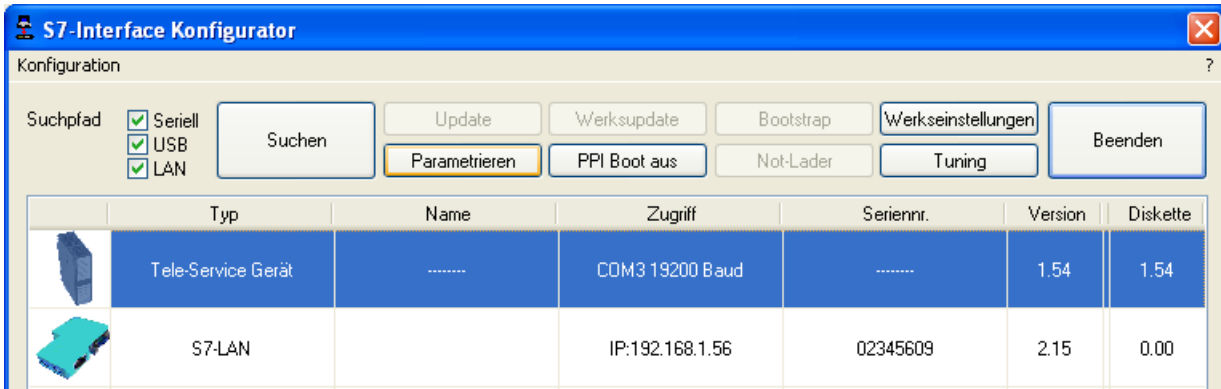 S7-Interface Konfigurator
Konfiguration ?
Suchpfad Seriell USB LAN Suchen Update Werksupdate Bootstrap Werkseinstellungen Beenden
Parametrieren PPI Boot aus Not-Lader Tuning
Typ Name Zugriff Seriennr. Version Diskette
Tele-Service Gerät -------- COM3 19200 Baud -------- 1.54 1.54
S7-LAN IP:192.168.1.56 02345609 2.15 0.00